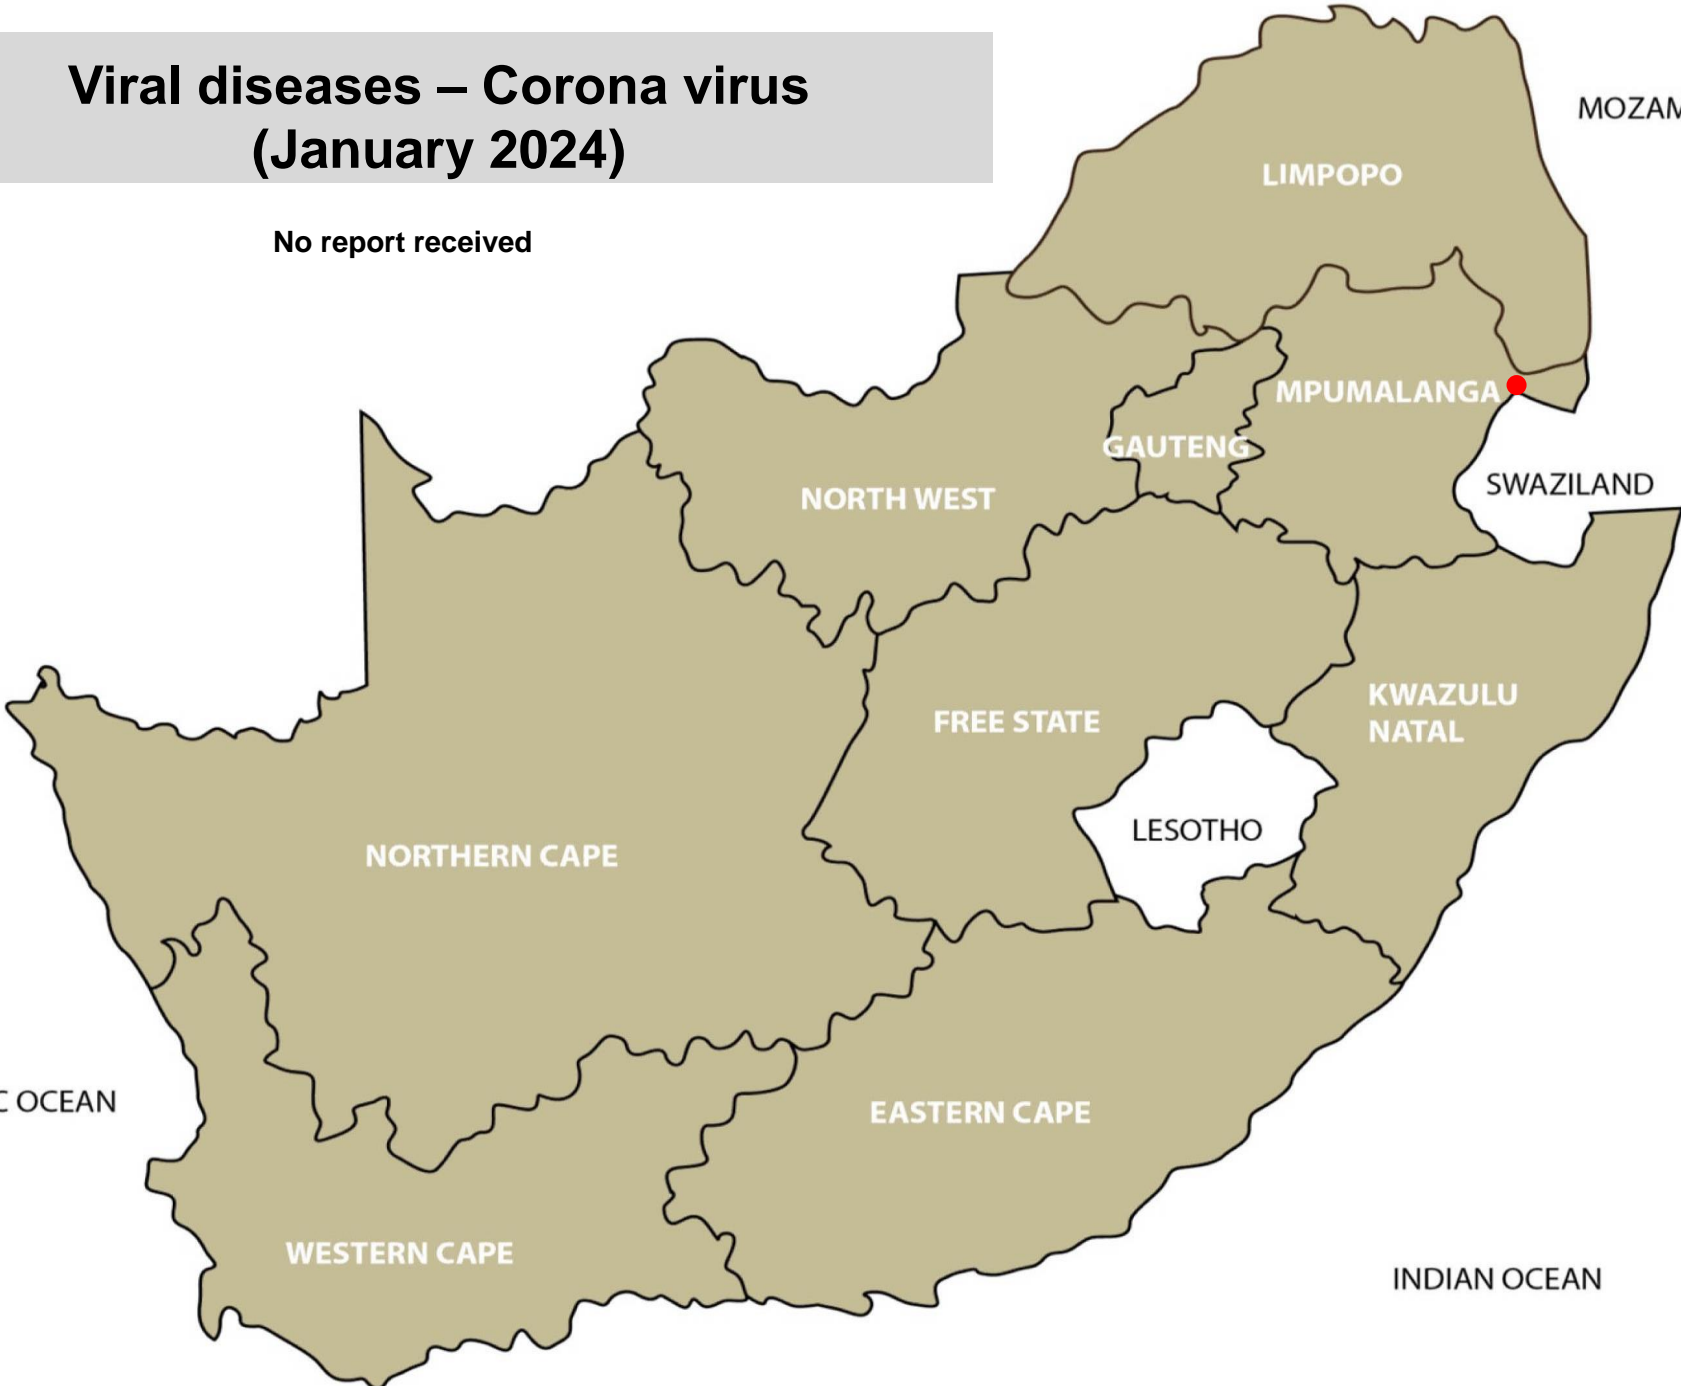 Viral diseases – Corona virus
(January 2024)
No report received
MOZAM
LIMPOPO
MPUMALANGA
GAUTENG
SWAZILAND
NORTH WEST
KWAZULU
NATAL
FREE STATE
LESOTHO
NORTHERN CAPE
C OCEAN
EASTERN CAPE
WESTERN CAPE
INDIAN OCEAN